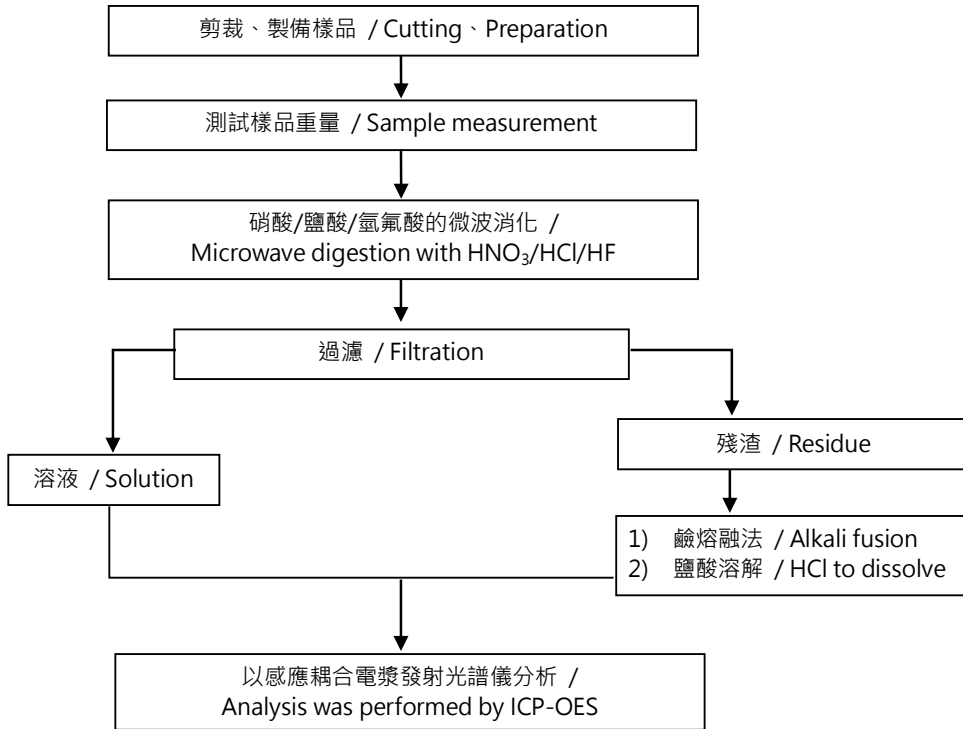 剪裁、製備樣品 / Cutting、Preparation
測試樣品重量 / Sample measurement
硝酸/鹽酸/氫氟酸的微波消化 /
Microwave digestion with HNO₃/HCl/HF
過濾 / Filtration
溶液 / Solution
殘渣 / Residue
1) 鹼熔融法 / Alkali fusion
2) 鹽酸溶解 / HCl to dissolve
以感應耦合電漿發射光譜儀分析 /
Analysis was performed by ICP-OES